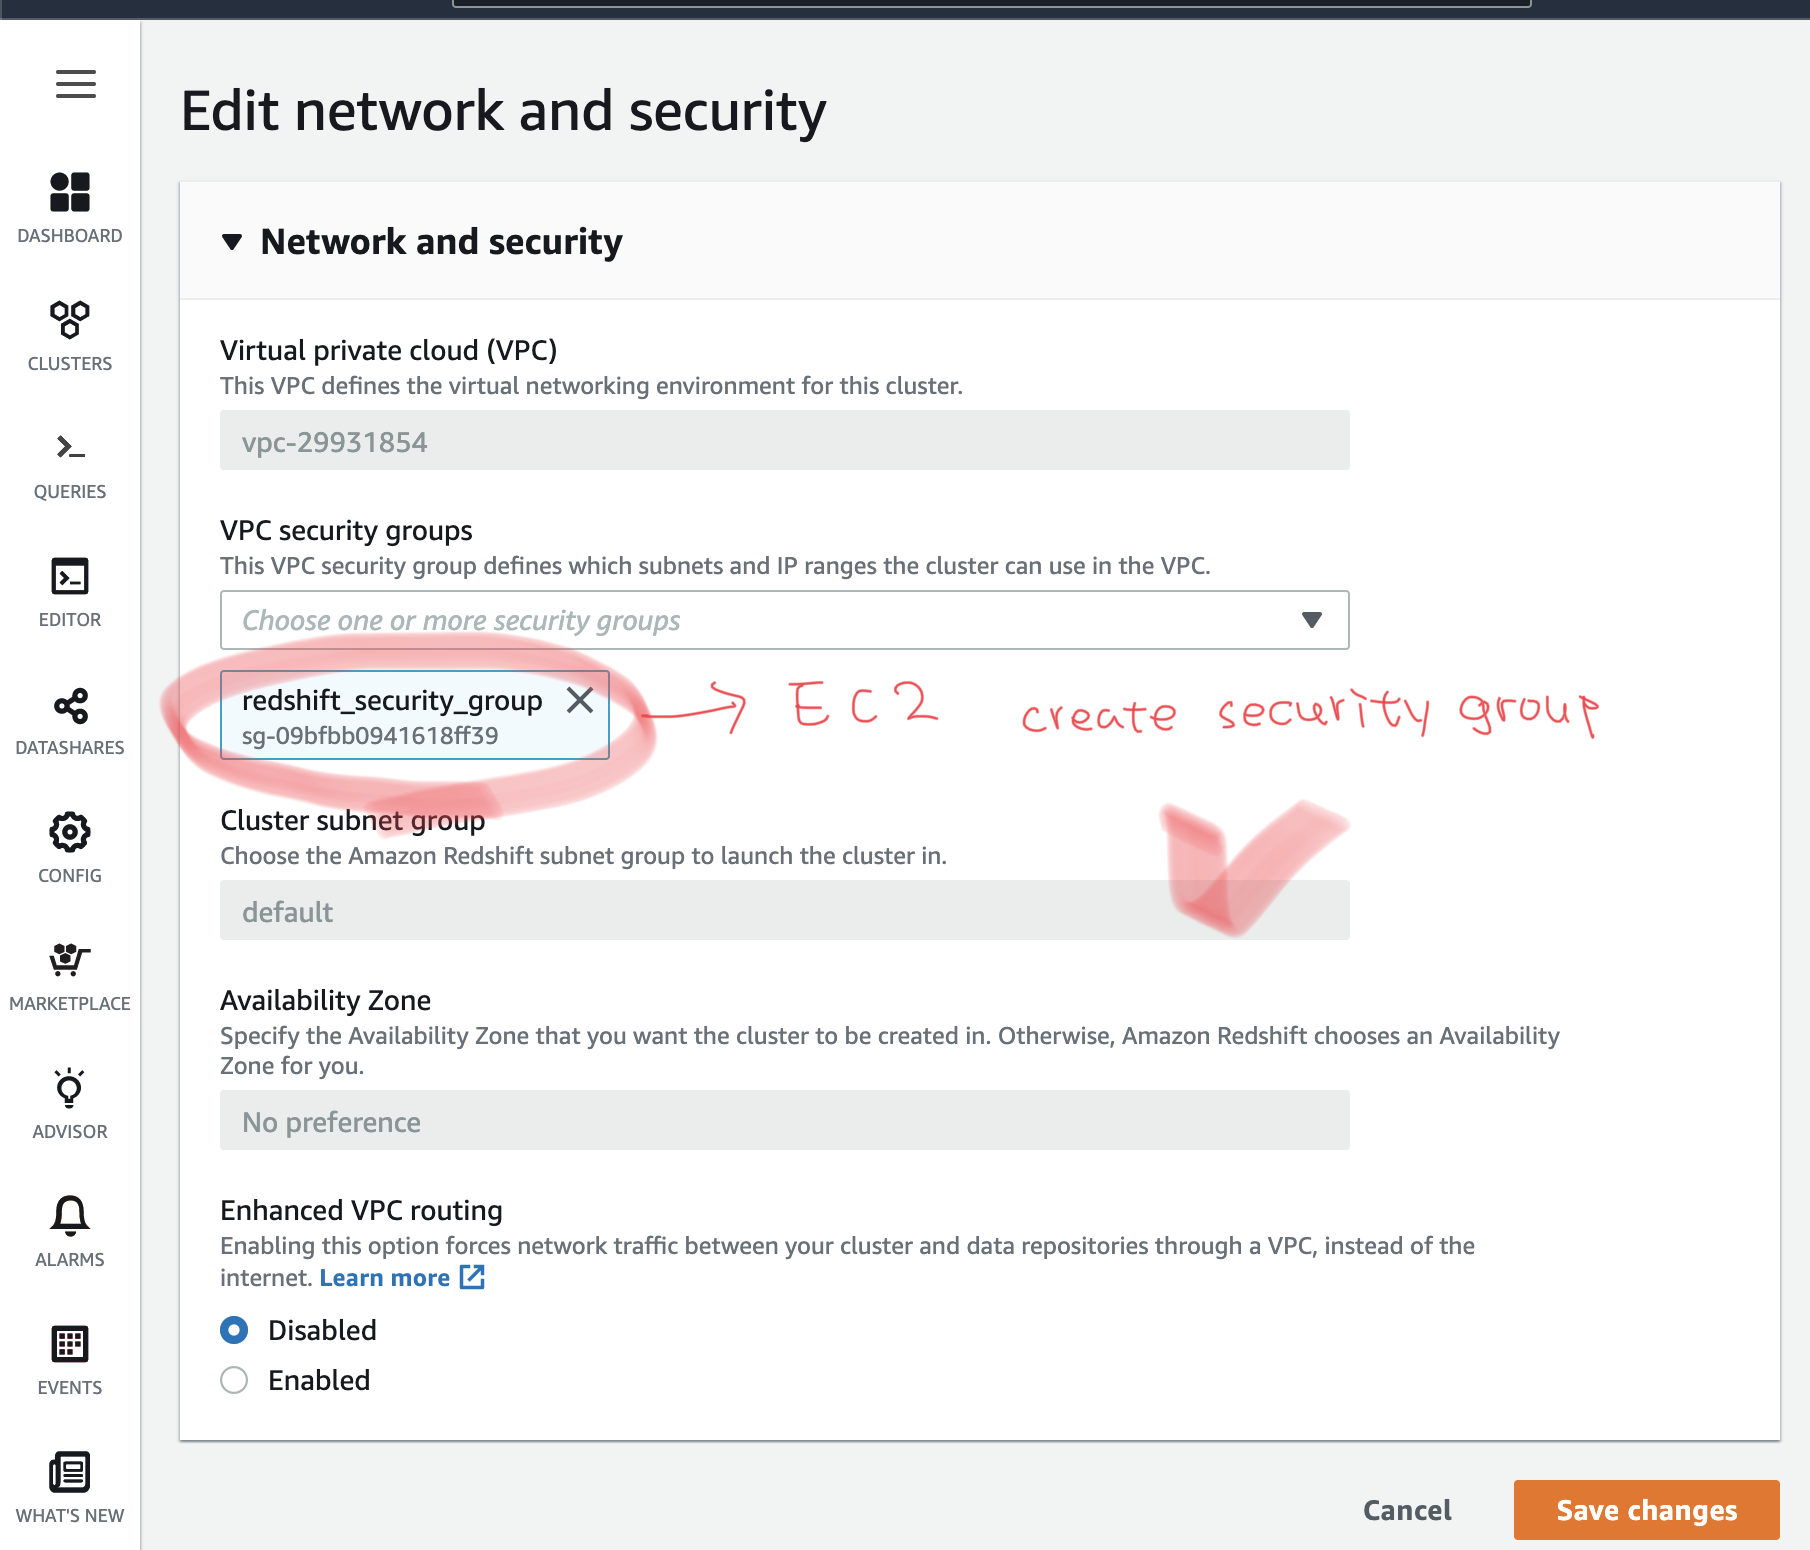 Edit network and security
DASHBOARD
CLUSTERS
QUERIES
EDITOR
DATASHARES
CONFIG
MARKETPLACE
ADVISOR
ALARMS
EVENTS
WHAT'S NEW
Network and security
Virtual private cloud (VPC)
This VPC defines the virtual networking environment for this cluster.
vpc-29931854
VPC security groups
This VPC security group defines which subnets and IP ranges the cluster can use in the VPC.
Choose one or more security groups
redshift_security_group
sg-09bfbb0941618ff39
→ EC2 create security group
Cluster subnet group
Choose the Amazon Redshift subnet group to launch the cluster in.
default
Availability Zone
Specify the Availability Zone that you want the cluster to be created in. Otherwise, Amazon Redshift chooses an Availability
Zone for you.
No preference
Enhanced VPC routing
Enabling this option forces network traffic between your cluster and data repositories through a VPC, instead of the
internet. Learn more
Disabled
Enabled
Cancel
Save changes